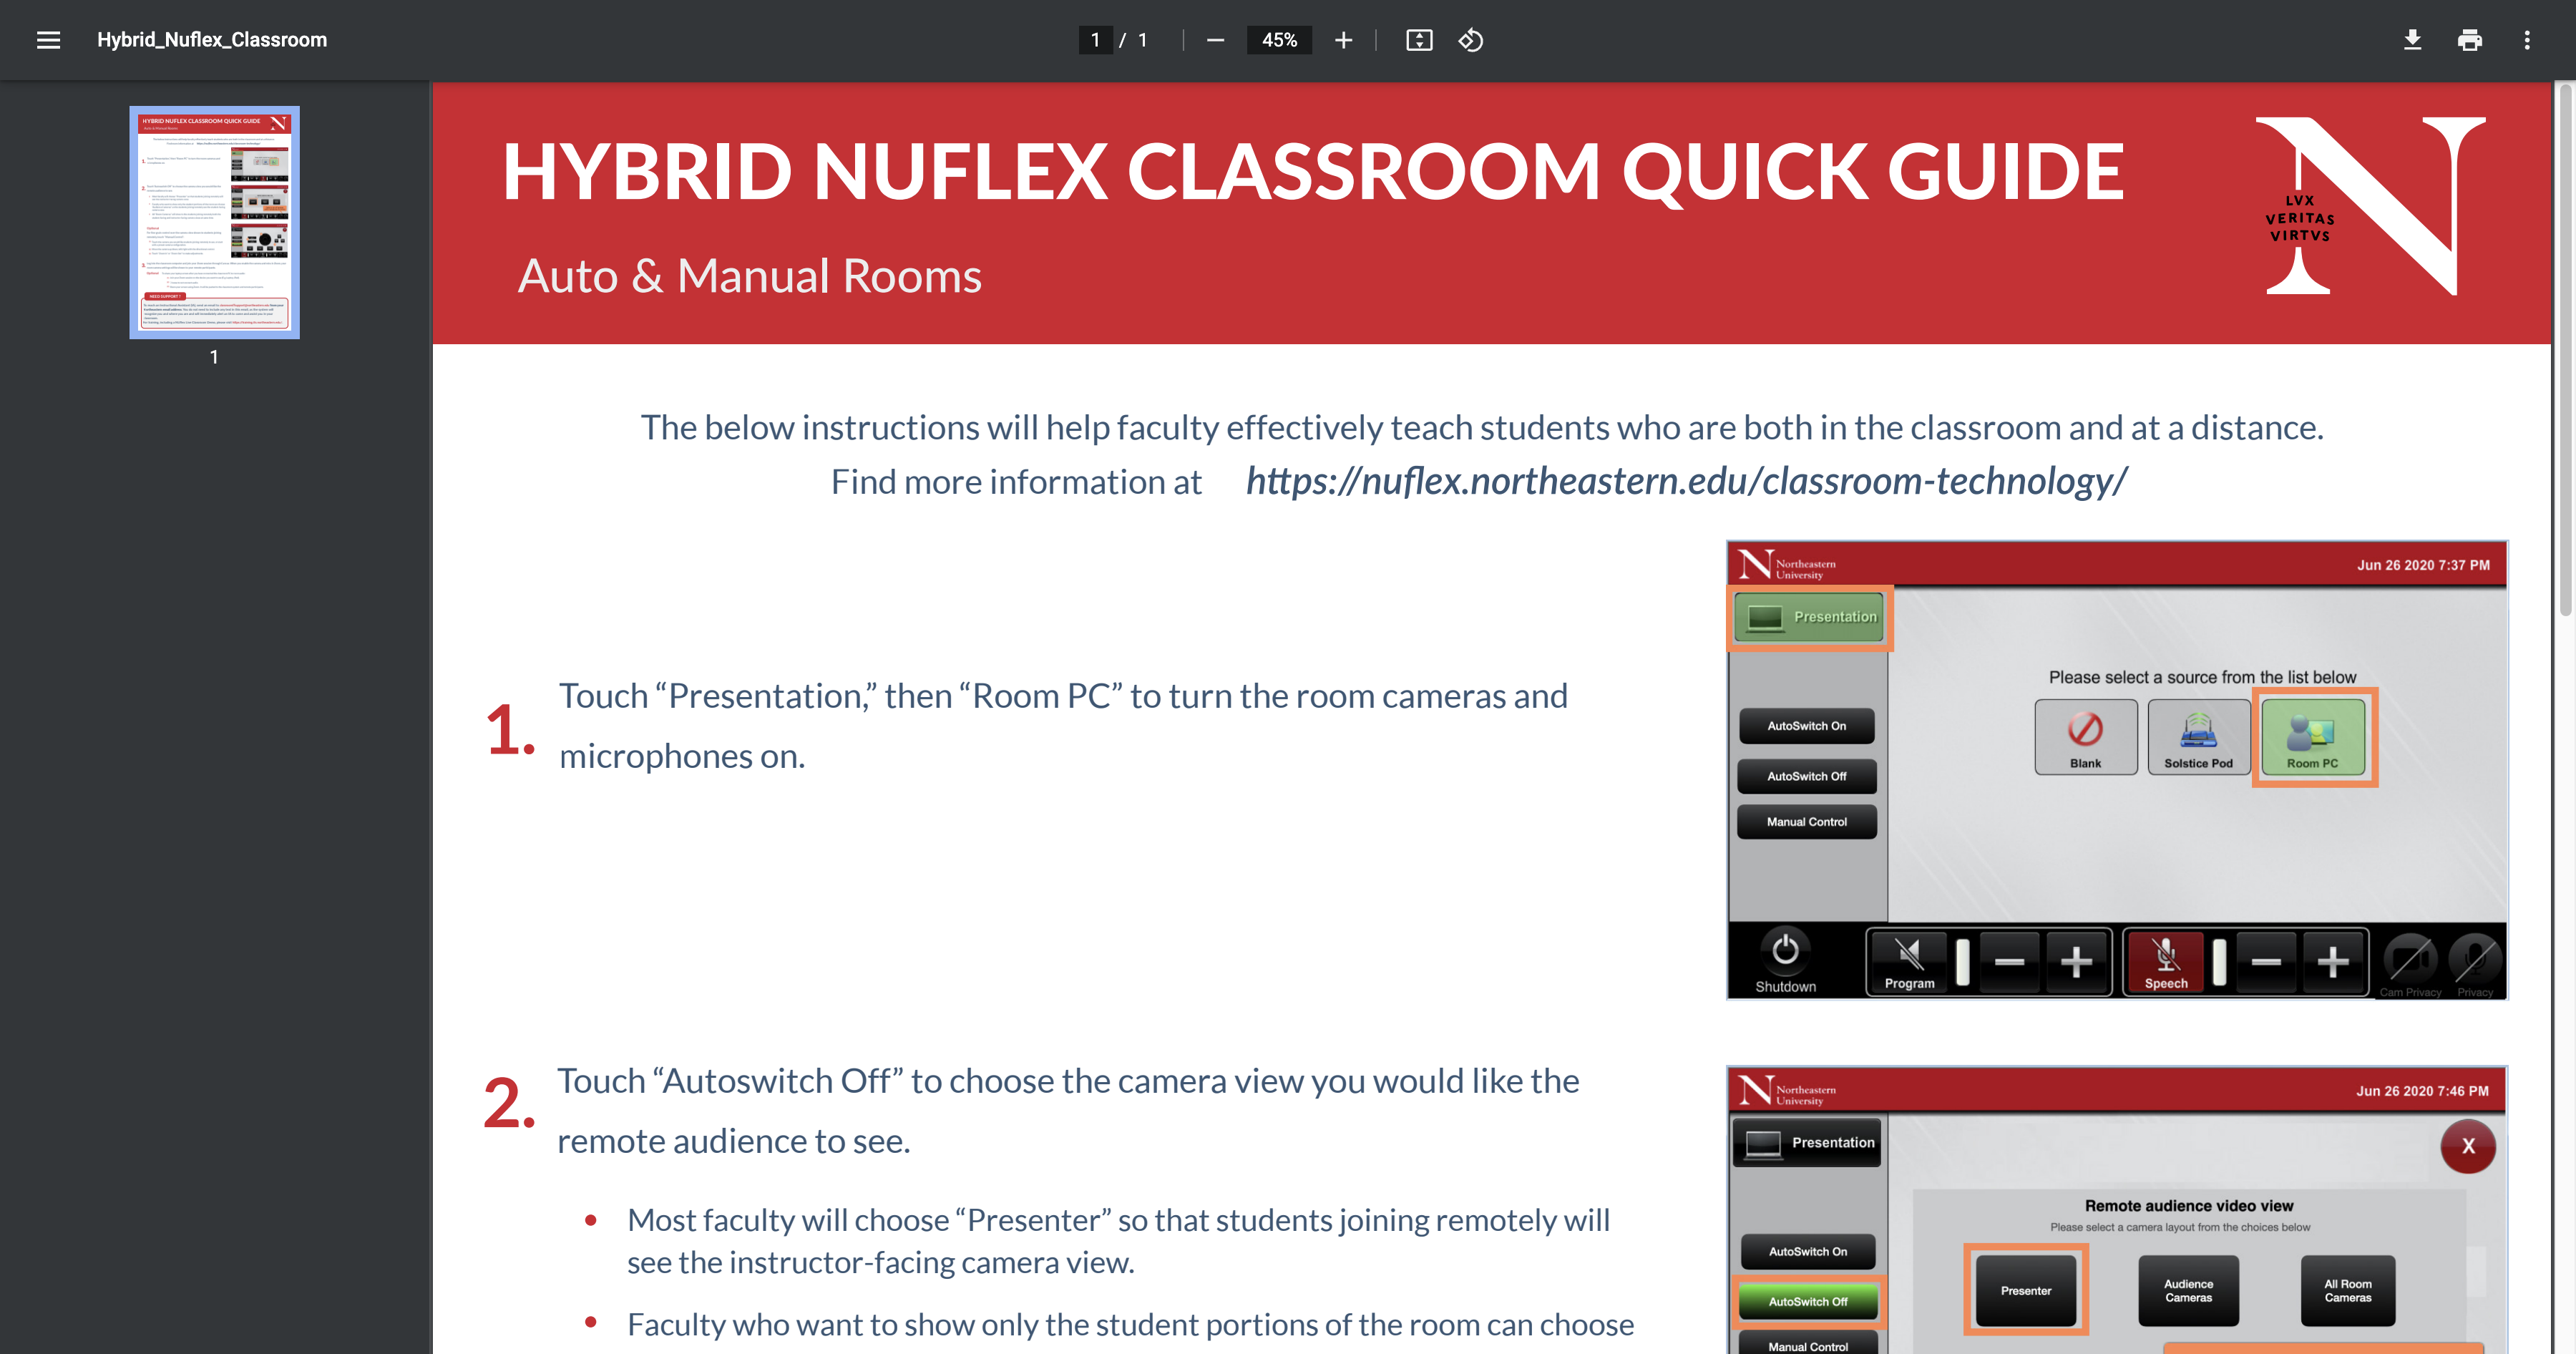 Hybrid_Nuflex_Classroom
1 / 1
45%
HYBRID NUFLEX CLASSROOM QUICK GUIDE
Auto & Manual Rooms
1
HYBRID NUFLEX CLASSROOM QUICK GUIDE
Auto & Manual Rooms
LVX
VERITAS
VIRTVS
The below instructions will help faculty effectively teach students who are both in the classroom and at a distance.
Find more information at https://nuflex.northeastern.edu/classroom-technology/
1.
Touch “Presentation,” then “Room PC” to turn the room cameras and
microphones on.
Northeastern
University
Jun 26 2020 7:37 PM
Presentation
Please select a source from the list below
Blank
Solstice Pod
Room PC
AutoSwitch On
AutoSwitch Off
Manual Control
Shutdown
Program
Speech
Cam Privacy
Privacy
2.
Touch “Autoswitch Off” to choose the camera view you would like the
remote audience to see.
• Most faculty will choose “Presenter” so that students joining remotely will
see the instructor-facing camera view.
• Faculty who want to show only the student portions of the room can choose
Northeastern
University
Jun 26 2020 7:46 PM
Presentation
X
Remote audience video view
Please select a camera layout from the choices below
AutoSwitch On
AutoSwitch Off
Manual Control
Presenter
Audience
Cameras
All Room
Cameras